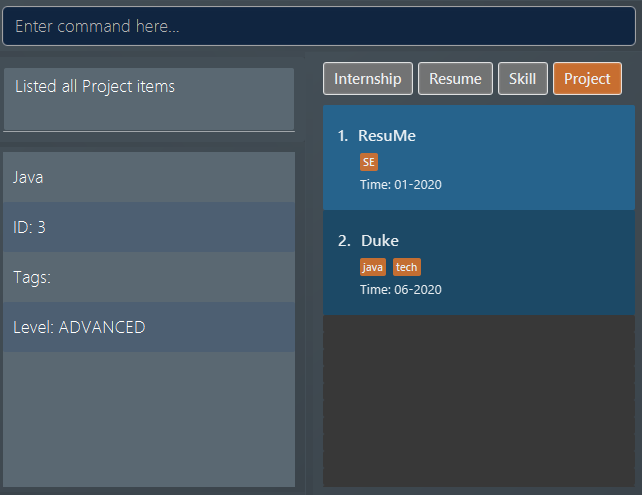 Enter command here...
Listed all Project items
Java
ID: 3
Tags:
Level: ADVANCED
Internship Resume Skill Project
1. ResuMe
SE
Time: 01-2020
2. Duke
java tech
Time: 06-2020